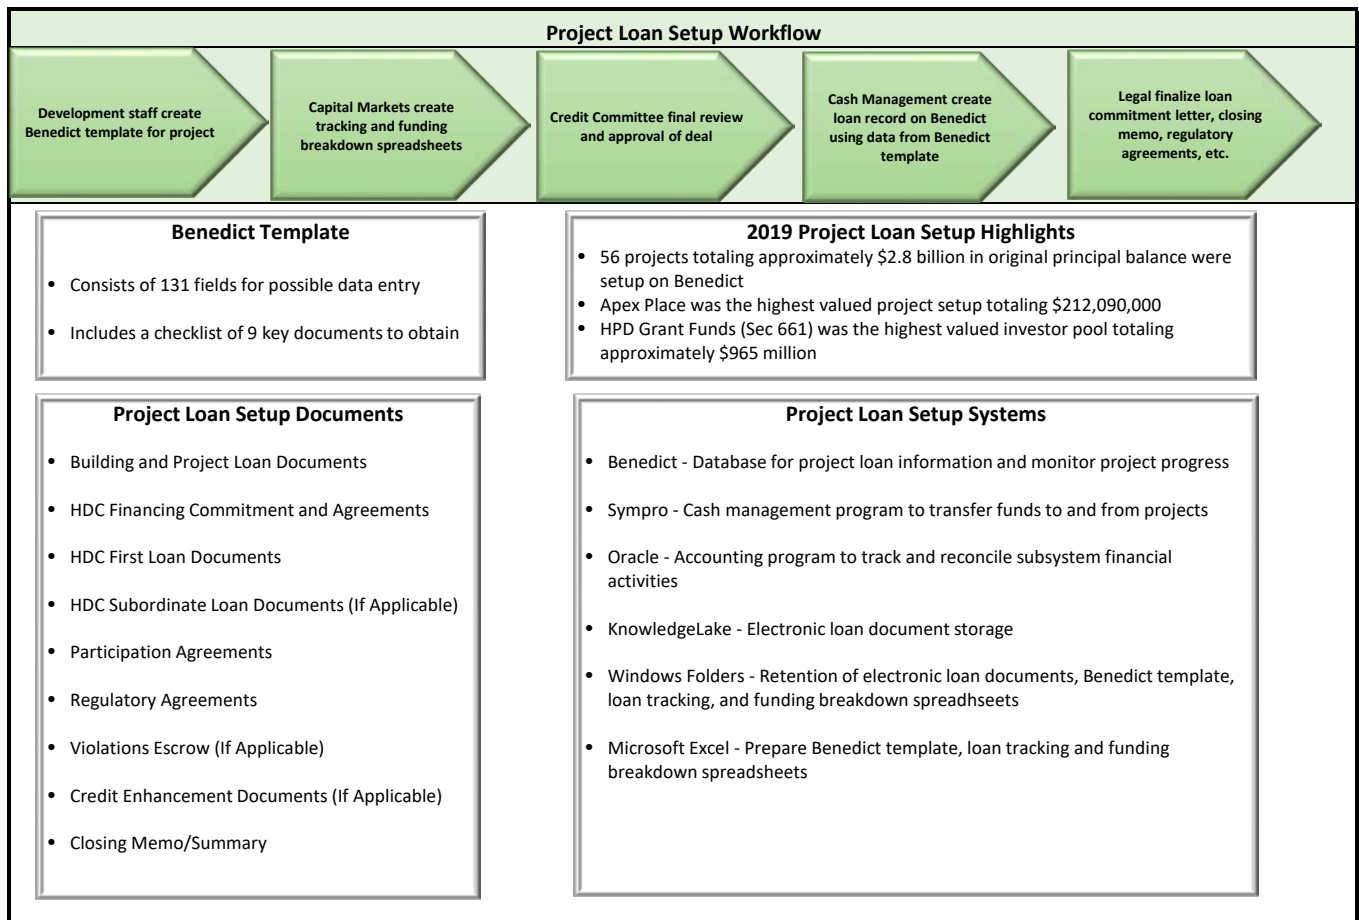 Project Loan Setup Workflow
Development staff create
Benedict template for project
Capital Markets create
tracking and funding
breakdown spreadsheets
Credit Committee final review
and approval of deal
Cash Management create
loan record on Benedict
using data from Benedict
template
Legal finalize loan
commitment letter, closing
memo, regulatory
agreements, etc.
Benedict Template
• Consists of 131 fields for possible data entry
• Includes a checklist of 9 key documents to obtain
2019 Project Loan Setup Highlights
• 56 projects totaling approximately $2.8 billion in original principal balance were
setup on Benedict
• Apex Place was the highest valued project setup totaling $212,090,000
• HPD Grant Funds (Sec 661) was the highest valued investor pool totaling
approximately $965 million
Project Loan Setup Documents
• Building and Project Loan Documents
• HDC Financing Commitment and Agreements
• HDC First Loan Documents
• HDC Subordinate Loan Documents (If Applicable)
• Participation Agreements
• Regulatory Agreements
• Violations Escrow (If Applicable)
• Credit Enhancement Documents (If Applicable)
• Closing Memo/Summary
Project Loan Setup Systems
• Benedict - Database for project loan information and monitor project progress
• Sympro - Cash management program to transfer funds to and from projects
• Oracle - Accounting program to track and reconcile subsystem financial
activities
• KnowledgeLake - Electronic loan document storage
• Windows Folders - Retention of electronic loan documents, Benedict template,
loan tracking, and funding breakdown spreadhseets
• Microsoft Excel - Prepare Benedict template, loan tracking and funding
breakdown spreadsheets